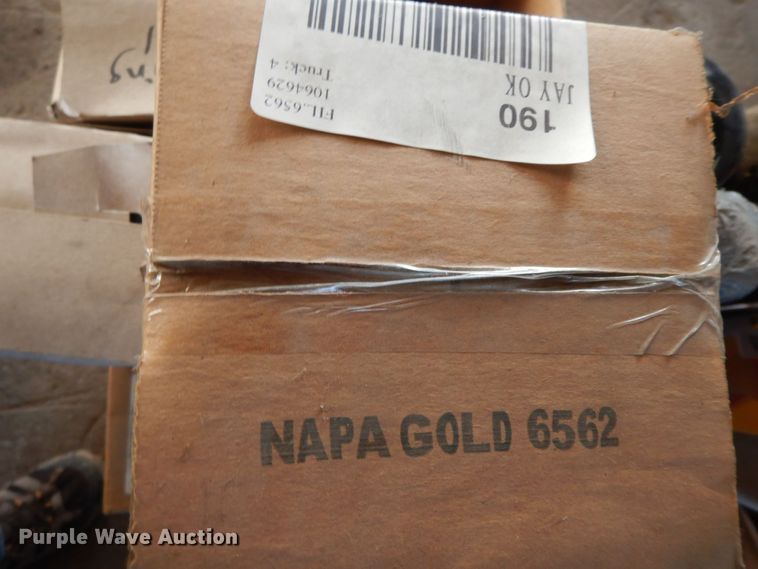 190
JAY OK
FIL.6562
1064629
Truck: 4
NAPA GOLD 6562
Purple Wave Auction